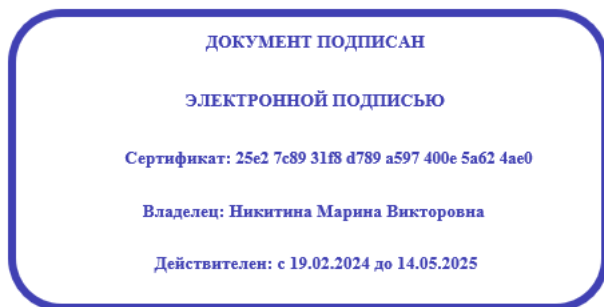 ДОКУМЕНТ ПОДПИСАН
ЭЛЕКТРОННОЙ ПОДПИСЬЮ
Сертификат: 25e2 7c89 31f8 d789 a597 400e 5a62 4ae0
Владелец: Никитина Марина Викторовна
Действителен: с 19.02.2024 до 14.05.2025